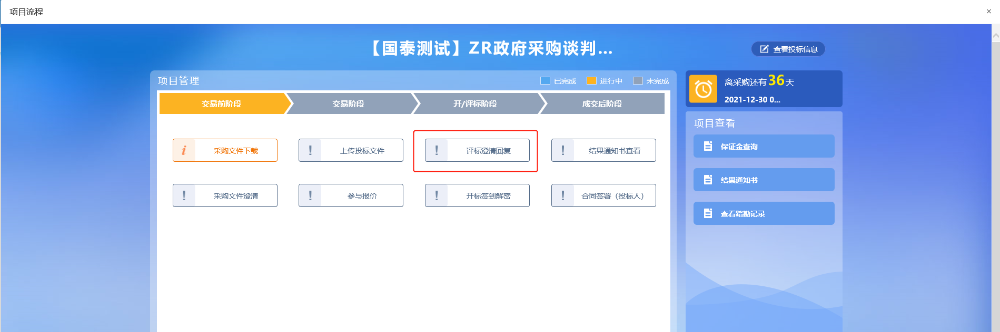 项目流程
×
【国泰测试】ZR政府采购谈判...
查看投标信息
项目管理
已完成 进行中 未完成
交易前阶段 交易阶段 开/评标阶段 成交后阶段
i 采购文件下载
! 上传投标文件
! 评标澄清回复
! 结果通知书查看
! 采购文件澄清
! 参与报价
! 开标签到解密
! 合同签署（投标人）
离采购还有36天
2021-12-30 0...
项目查看
保证金查询
结果通知书
查看踏勘记录